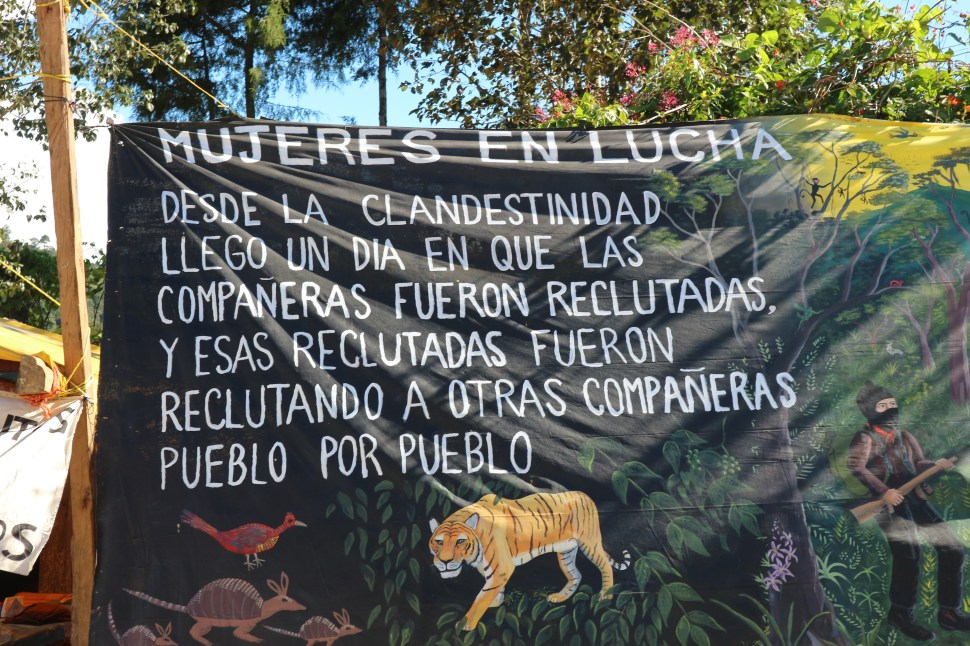 MUJERES EN LUCHA
DESDE LA CLANDESTINIDAD
LLEGO UN DIA EN QUE LAS
COMPAÑERAS FUERON RECLUTADAS,
Y ESAS RECLUTADAS FUERON
RECLUTANDO A OTRAS COMPAÑERAS
PUEBLO POR PUEBLO